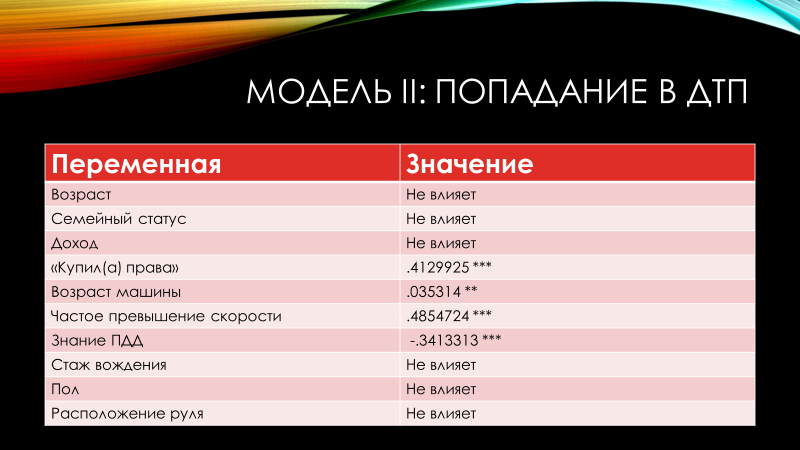 МОДЕЛЬ II: ПОПАДАНИЕ В ДТП
Переменная Значение
Возраст Не влияет
Семейный статус Не влияет
Доход Не влияет
«Купил(а) права» .4129925 ***
Возраст машины .035314 **
Частое превышение скорости .4854724 ***
Знание ПДД -.3413313 ***
Стаж вождения Не влияет
Пол Не влияет
Расположение руля Не влияет